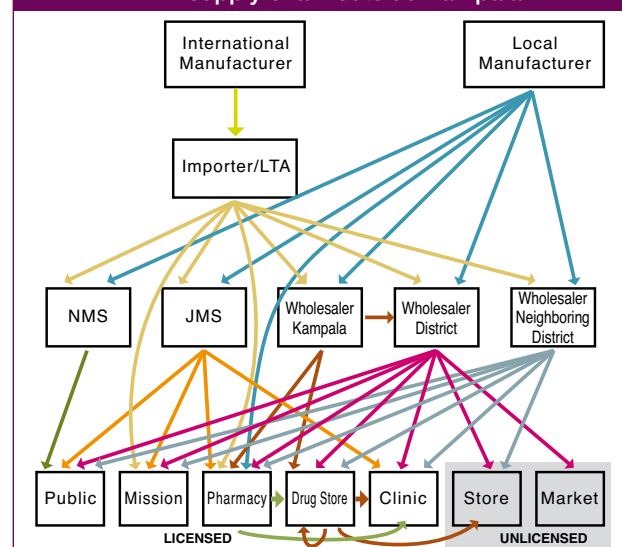 International
Manufacturer
Local
Manufacturer
Importer/LTA
NMS
JMS
Wholesaler
Kampala
Wholesaler
District
Wholesaler
Neighboring
District
Public
Mission
Pharmacy
Drug Store
Clinic
Store
Market
LICENSED
UNLICENSED